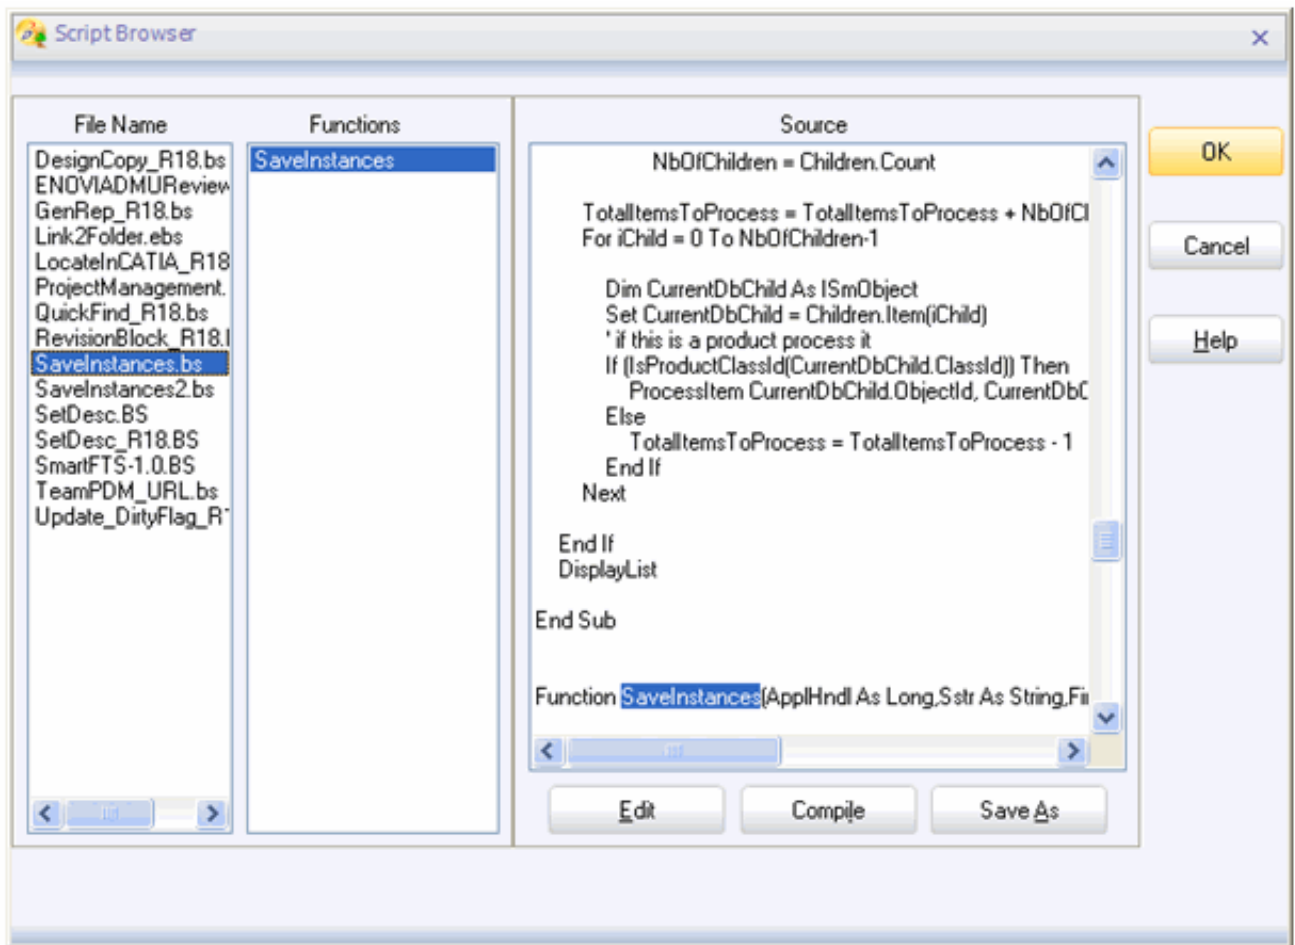 Script Browser
File Name
DesignCopy_R18.bs
ENOVIADMUReview
GenRep_R18.bs
Link2Folder.ebs
LocateInCATIA_R18
ProjectManagement.
QuickFind_R18.bs
RevisionBlock_R18.
SaveInstances.bs
SaveInstances2.bs
SetDesc.BS
SetDesc_R18.BS
SmartFTS-1.0.BS
TeamPDM_URL.bs
Update_DirtyFlag_R
Functions
SaveInstances
Source
NbOfChildren = Children.Count
TotalItemsToProcess = TotalItemsToProcess + NbOfCl
For iChild = 0 To NbOfChildren-1
Dim CurrentDbChild As ISmObject
Set CurrentDbChild = Children.Item(iChild)
' if this is a product process it
If (IsProductClassId(CurrentDbChild.ClassId)) Then
ProcessItem CurrentDbChild.ObjectId, CurrentDbC
Else
TotalItemsToProcess = TotalItemsToProcess - 1
End If
Next
End If
DisplayList
End Sub
Function SaveInstances(ApplHndl As Long,Sstr As String,Fir
Edit
Compile
Save As
OK
Cancel
Help